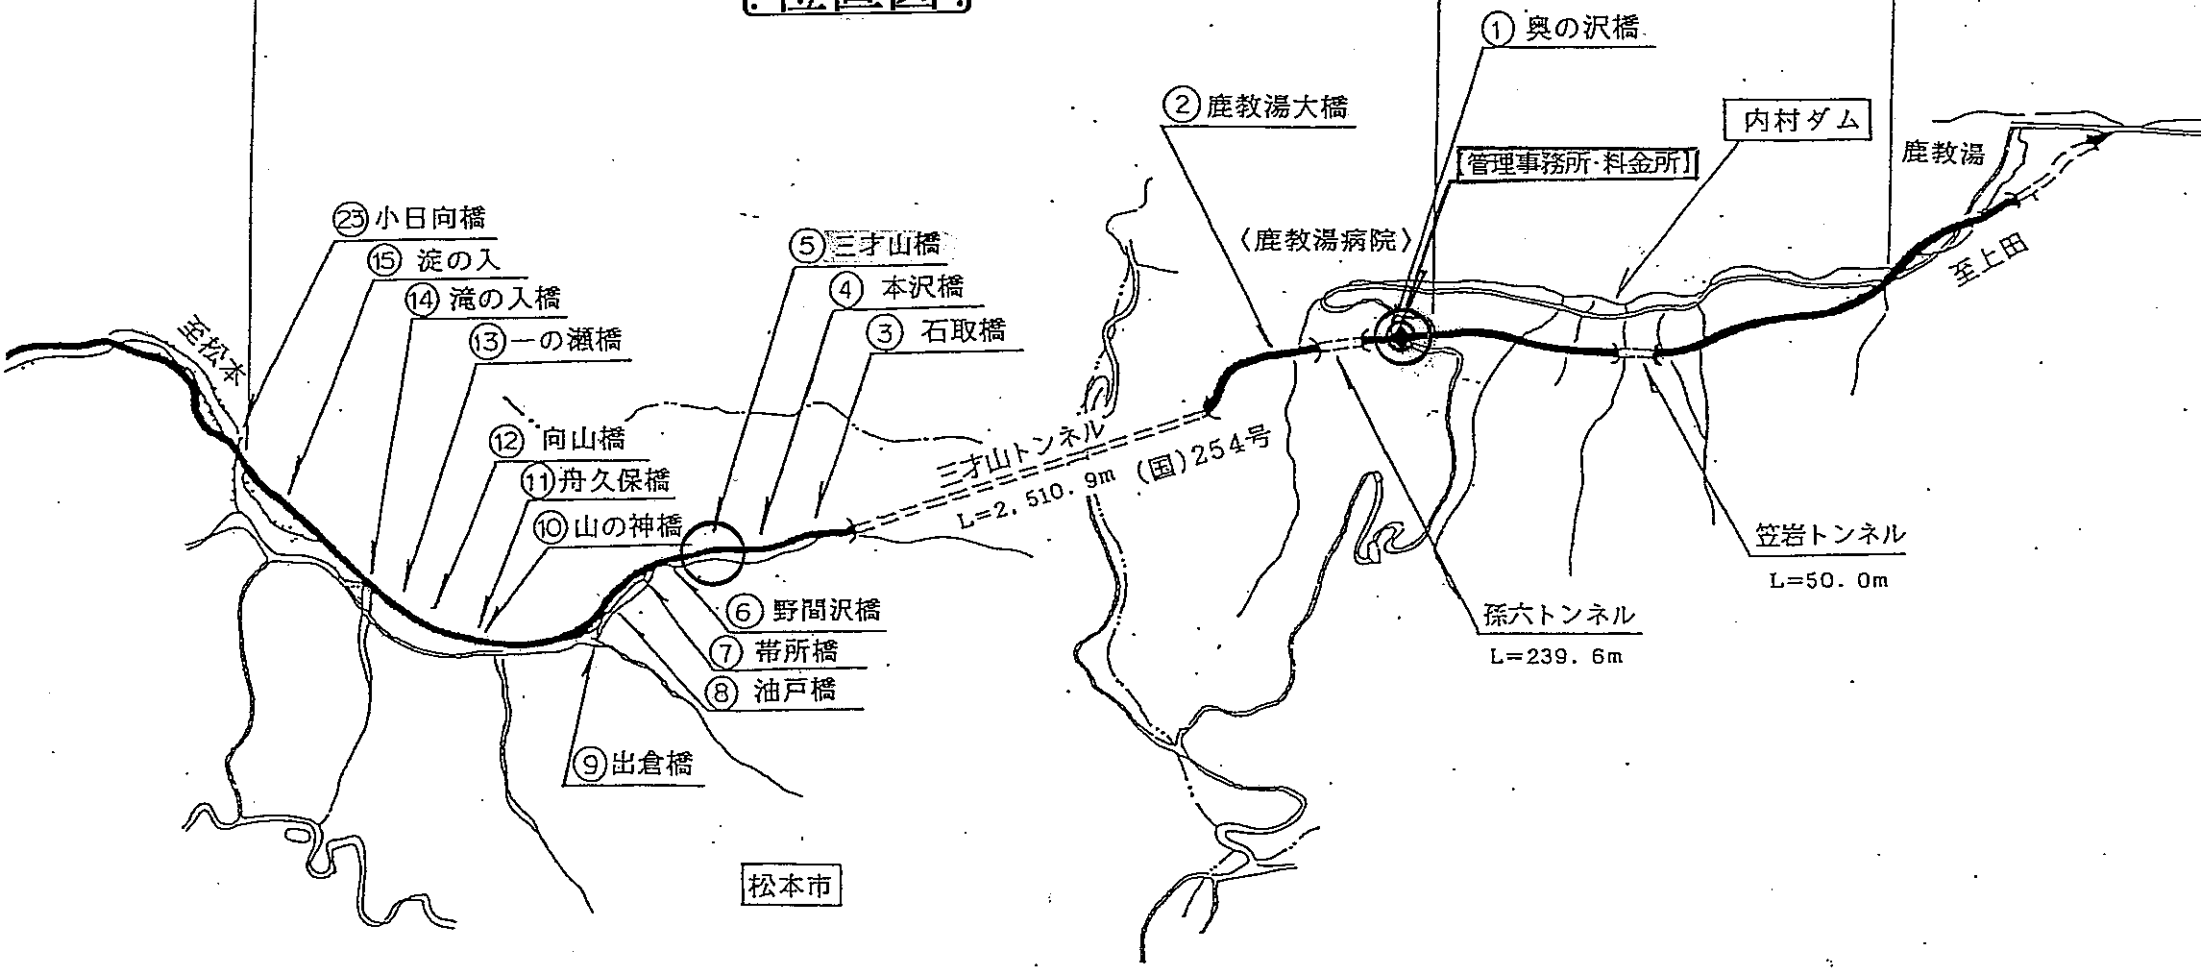 位置図
① 奥の沢橋
② 鹿教湯大橋
内村ダム
[管理事務所・料金所]
鹿教湯
〈鹿教湯病院〉
至上田
㉓ 小日向橋
⑮ 淀の入
⑭ 滝の入橋
⑬ 一の瀬橋
⑤ 三才山橋
④ 本沢橋
③ 石取橋
至松本
⑫ 向山橋
⑪ 舟久保橋
⑩ 山の神橋
三才山トンネル
L=2,510.9m (国)254号
笠岩トンネル
L=50.0m
孫六トンネル
L=239.6m
⑥ 野間沢橋
⑦ 帯所橋
⑧ 油戸橋
⑨ 出倉橋
松本市